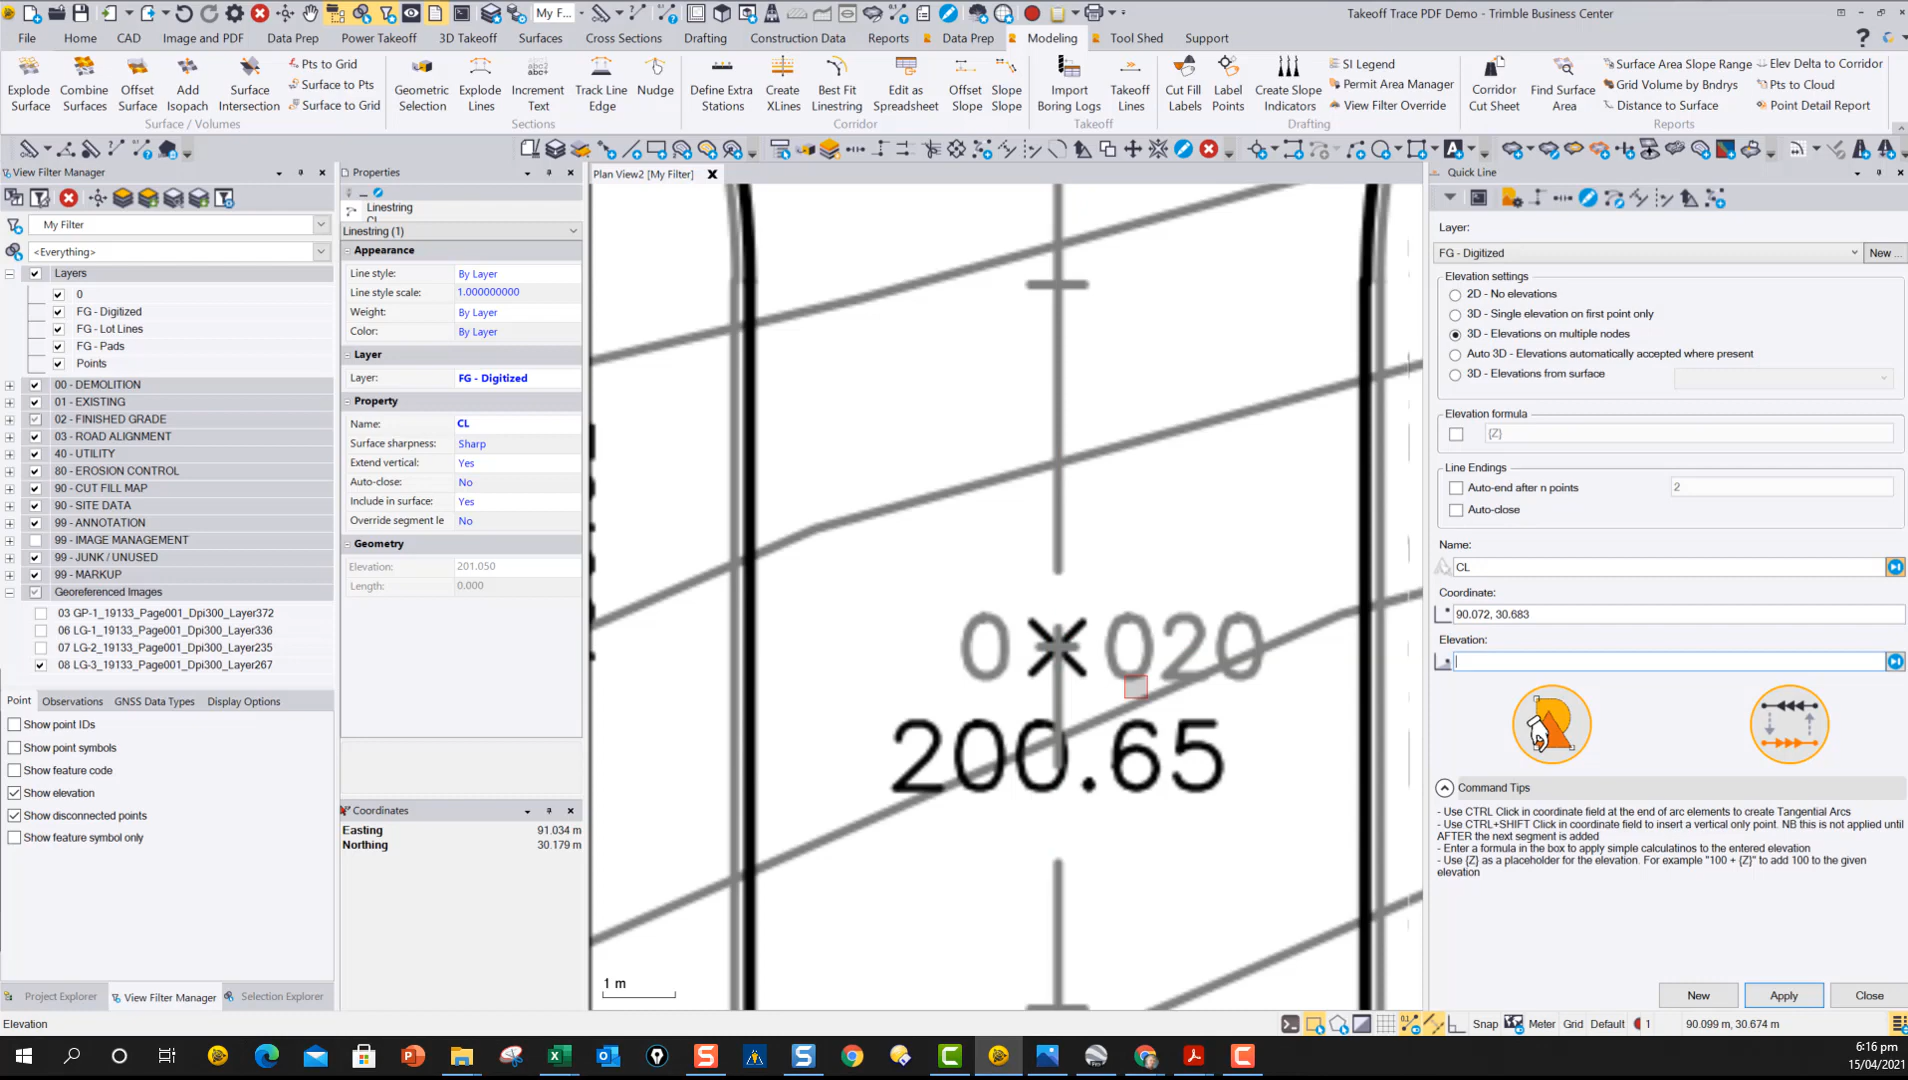 My F...
Takeoff Trace PDF Demo - Trimble Business Center
File
Home
CAD
Image and PDF
Data Prep
Power Takeoff
3D Takeoff
Surfaces
Cross Sections
Drafting
Construction Data
Reports
Data Prep
Modeling
Tool Shed
Support
Explode Surface
Combine Surfaces
Offset Surface
Add Isopach
Surface Intersection
Pts to Grid
Surface to Pts
Surface to Grid
Surface / Volumes
Geometric Selection
Explode Lines
Increment Text
Track Line Edge
Nudge
Sections
Define Extra Stations
Create XLines
Best Fit Linestring
Edit as Spreadsheet
Offset Slope
Slope Slope
Corridor
Import Boring Logs
Takeoff Lines
Takeoff
Cut Fill Labels
Label Points
Create Slope Indicators
SI Legend
Permit Area Manager
View Filter Override
Drafting
Corridor Cut Sheet
Find Surface Area
Surface Area Slope Range
Grid Volume by Bndrys
Distance to Surface
Elev Delta to Corridor
Pts to Cloud
Point Detail Report
Reports
View Filter Manager
My Filter
<Everything>
Layers
0
FG - Digitized
FG - Lot Lines
FG - Pads
Points
00 - DEMOLITION
01 - EXISTING
02 - FINISHED GRADE
03 - ROAD ALIGNMENT
40 - UTILITY
80 - EROSION CONTROL
90 - CUT FILL MAP
90 - SITE DATA
99 - ANNOTATION
99 - IMAGE MANAGEMENT
99 - JUNK / UNUSED
99 - MARKUP
Georeferenced Images
03 GP-1_19133_Page001_Dpi300_Layer372
06 LG-1_19133_Page001_Dpi300_Layer336
07 LG-2_19133_Page001_Dpi300_Layer235
08 LG-3_19133_Page001_Dpi300_Layer267
Point
Observations
GNSS Data Types
Display Options
Show point IDs
Show point symbols
Show feature code
Show elevation
Show disconnected points
Show feature symbol only
Project Explorer
View Filter Manager
Selection Explorer
Elevation
Properties
Linestring
CL
Linestring (1)
Appearance
Line style: By Layer
Line style scale: 1.000000000
Weight: By Layer
Color: By Layer
Layer
Layer: FG - Digitized
Property
Name: CL
Surface sharpness: Sharp
Extend vertical: Yes
Auto-close: No
Include in surface: Yes
Override segment le No
Geometry
Elevation: 201.050
Length: 0.000
Coordinates
Easting 91.034 m
Northing 30.179 m
Plan View2 [My Filter]
0 020
200.65
1 m
Quick Line
Layer:
FG - Digitized
New ...
Elevation settings
2D - No elevations
3D - Single elevation on first point only
3D - Elevations on multiple nodes
Auto 3D - Elevations automatically accepted where present
3D - Elevations from surface
Elevation formula
{Z}
Line Endings
Auto-end after n points
2
Auto-close
Name:
CL
Coordinate:
90.072, 30.683
Elevation:
Command Tips
- Use CTRL Click in coordinate field at the end of arc elements to create Tangential Arcs
- Use CTRL+SHIFT Click in coordinate field to insert a vertical only point. NB this is not applied until
AFTER the next segment is added
- Enter a formula in the box to apply simple calculatinos to the entered elevation
- Use {Z} as a placeholder for the elevation. For example "100 + {Z}" to add 100 to the given
elevation
New
Apply
Close
Snap
Meter
Grid
Default
1
90.099 m, 30.674 m
6:16 pm
15/04/2021